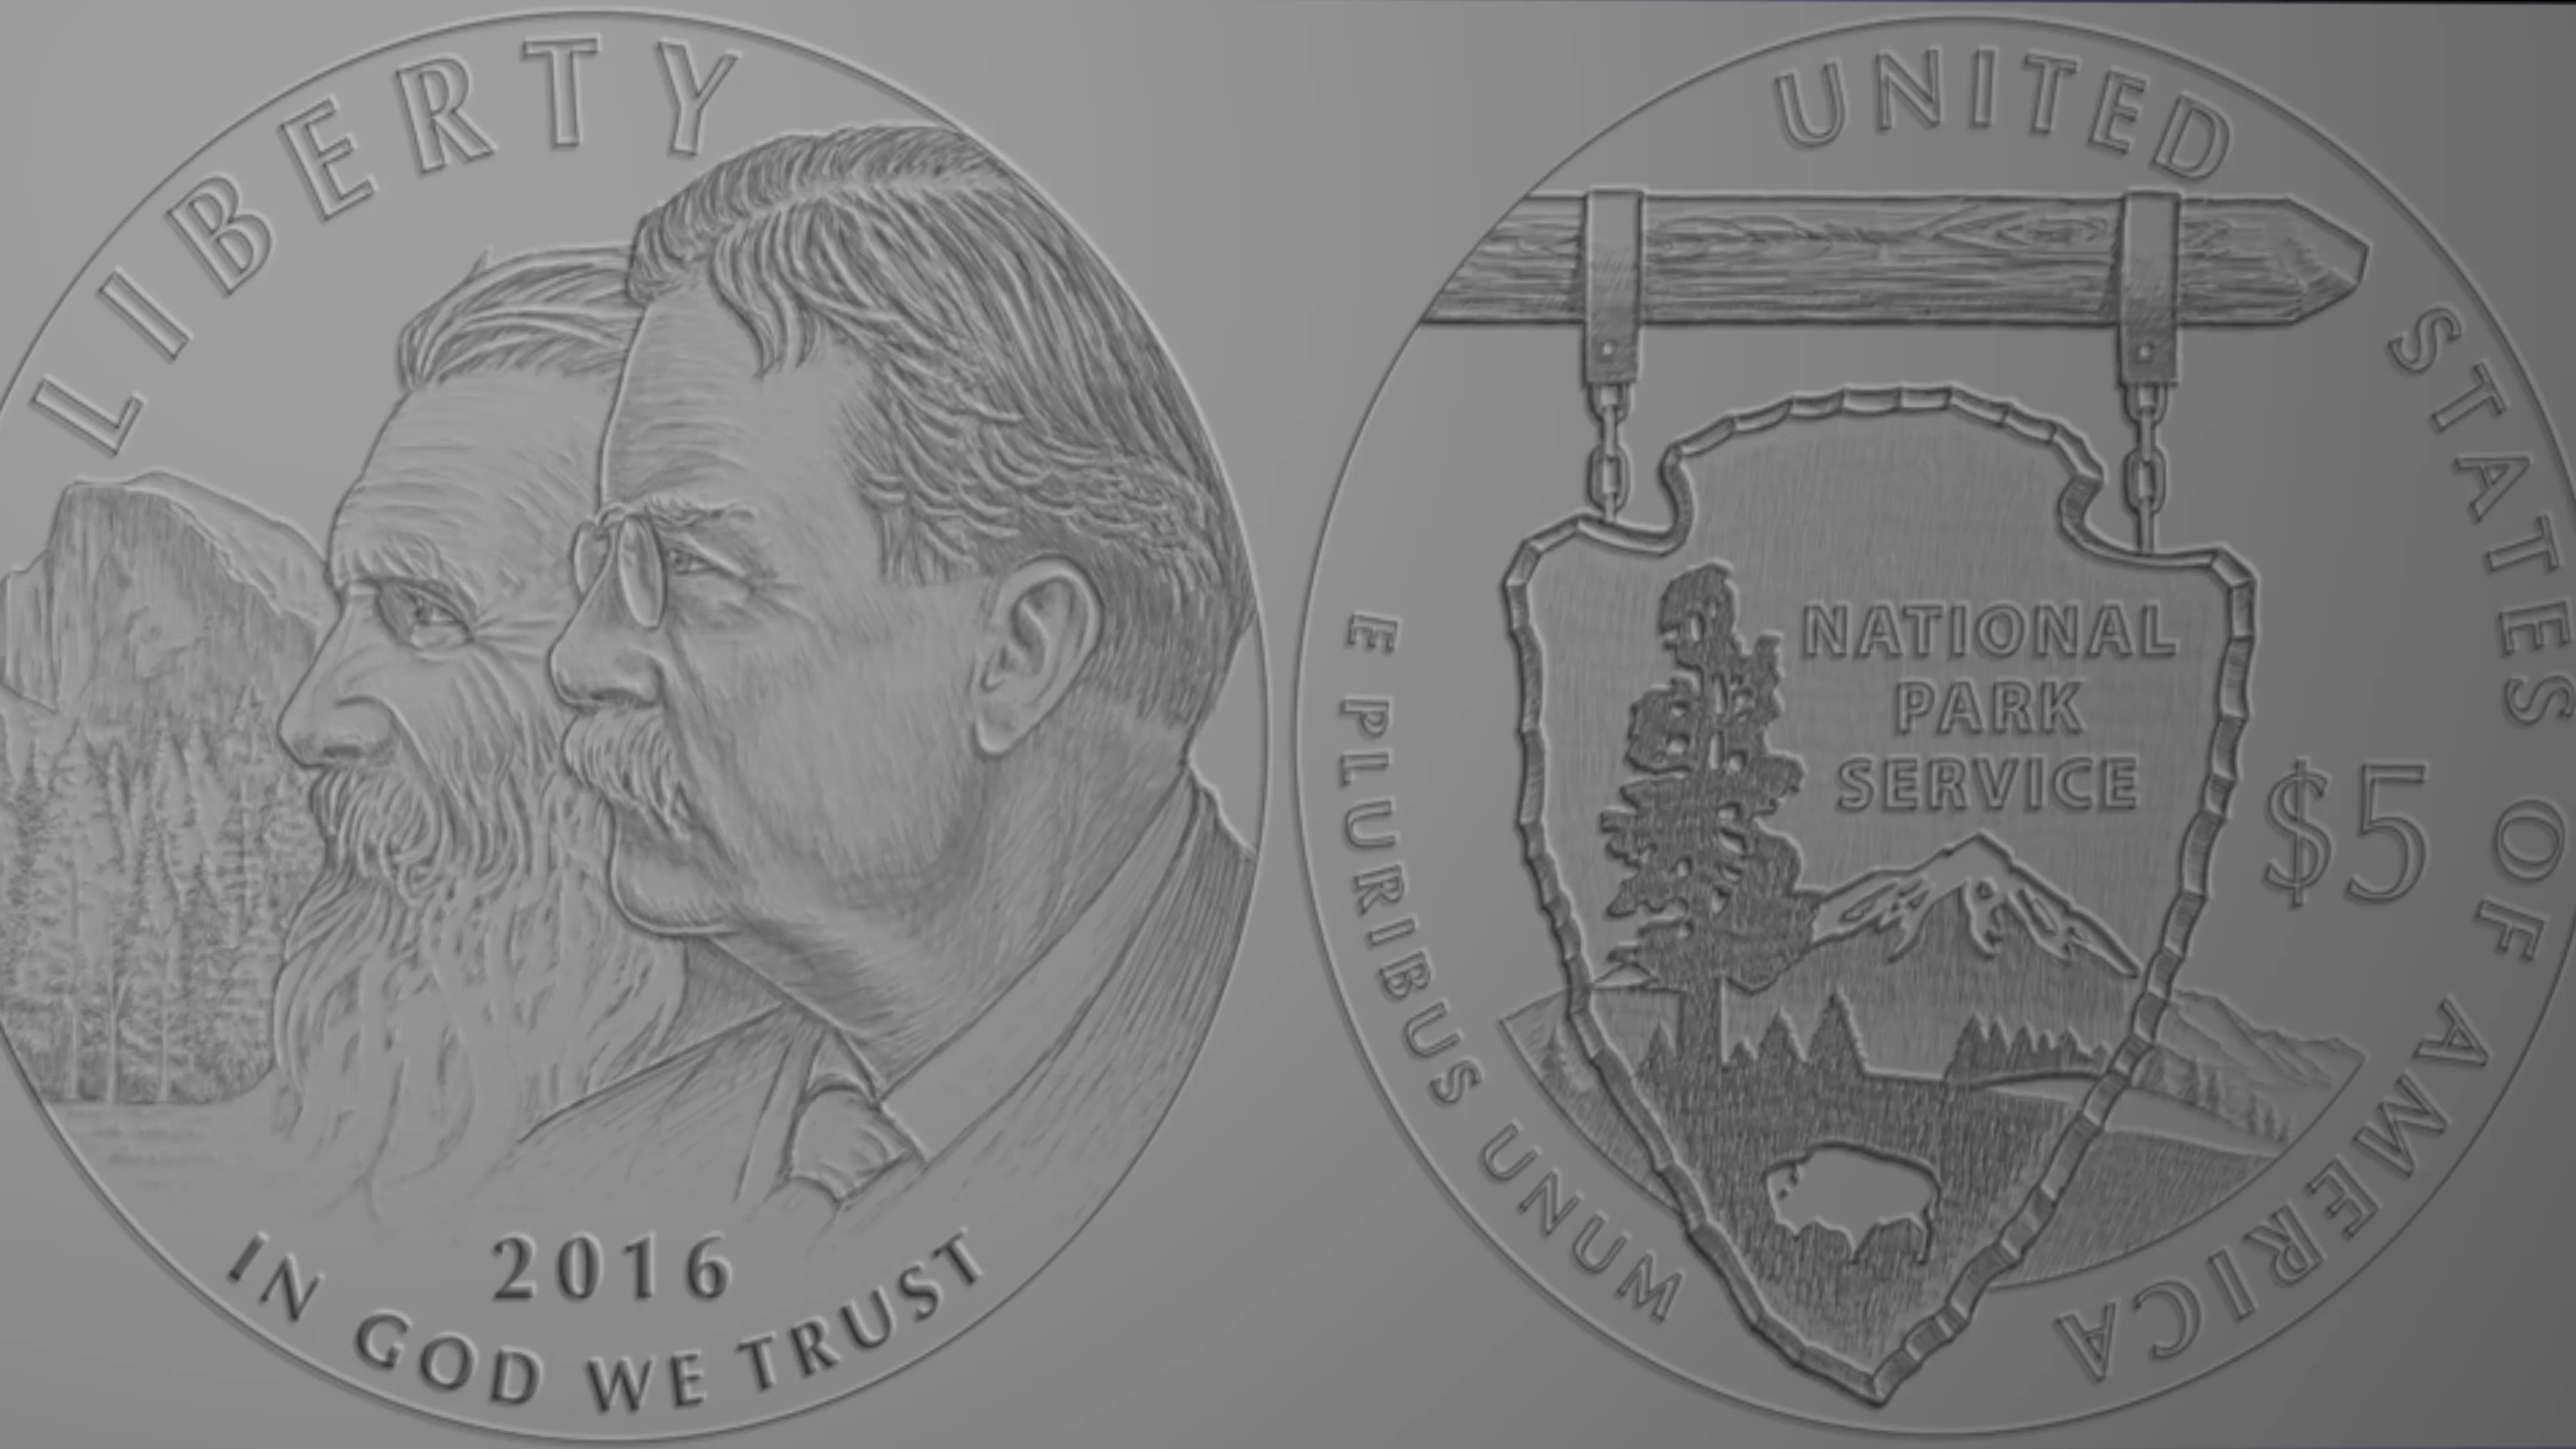 LIBERTY
2016
IN GOD WE TRUST
UNITED STATES OF AMERICA
NATIONAL
PARK
SERVICE
$5
E PLURIBUS UNUM